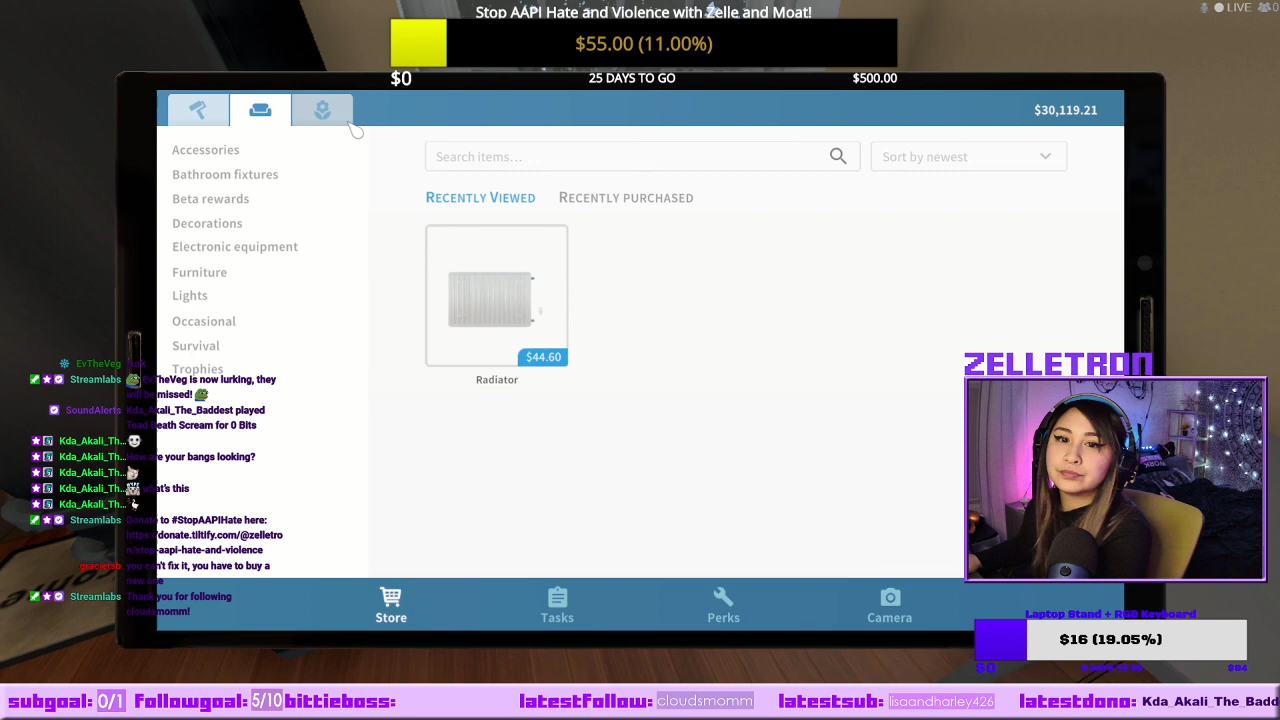 Stop AAPI Hate and Violence with Zelle and Moat!
LIVE
0
$55.00 (11.00%)
$0
25 DAYS TO GO
$500.00
$30,119.21
Search items...
Sort by newest
Accessories
Bathroom fixtures
Beta rewards
Decorations
Electronic equipment
Furniture
Lights
Occasional
Survival
Trophies
RECENTLY VIEWED
RECENTLY PURCHASED
$44.60
Radiator
EvTheVeg !lurk
Streamlabs EvTheVeg is now lurking, they
will be missed!
SoundAlerts Kda_Akali_The_Baddest played
Toad Death Scream for 0 Bits
Kda_Akali_Th...
Kda_Akali_Th... How are your bangs looking?
Kda_Akali_Th...
Kda_Akali_Th... what's this
Kda_Akali_Th...
Streamlabs Donate to #StopAAPIHate here:
https://donate.tiltify.com/@zelletro
n/stop-aapi-hate-and-violence
gracietsb you can't fix it, you have to buy a
new one
Streamlabs Thank you for following
cloudsmomm!
ZELLETRON
Store
Tasks
Perks
Camera
Laptop Stand + RGB Keyboard
$16 (19.05%)
$0
$84
subgoal: 0/1
Followgoal: 5/10
bittieboss:
latestfollow: cloudsmomm
latestsub: lisaandharley426
latestdono: Kda_Akali_The_Badd